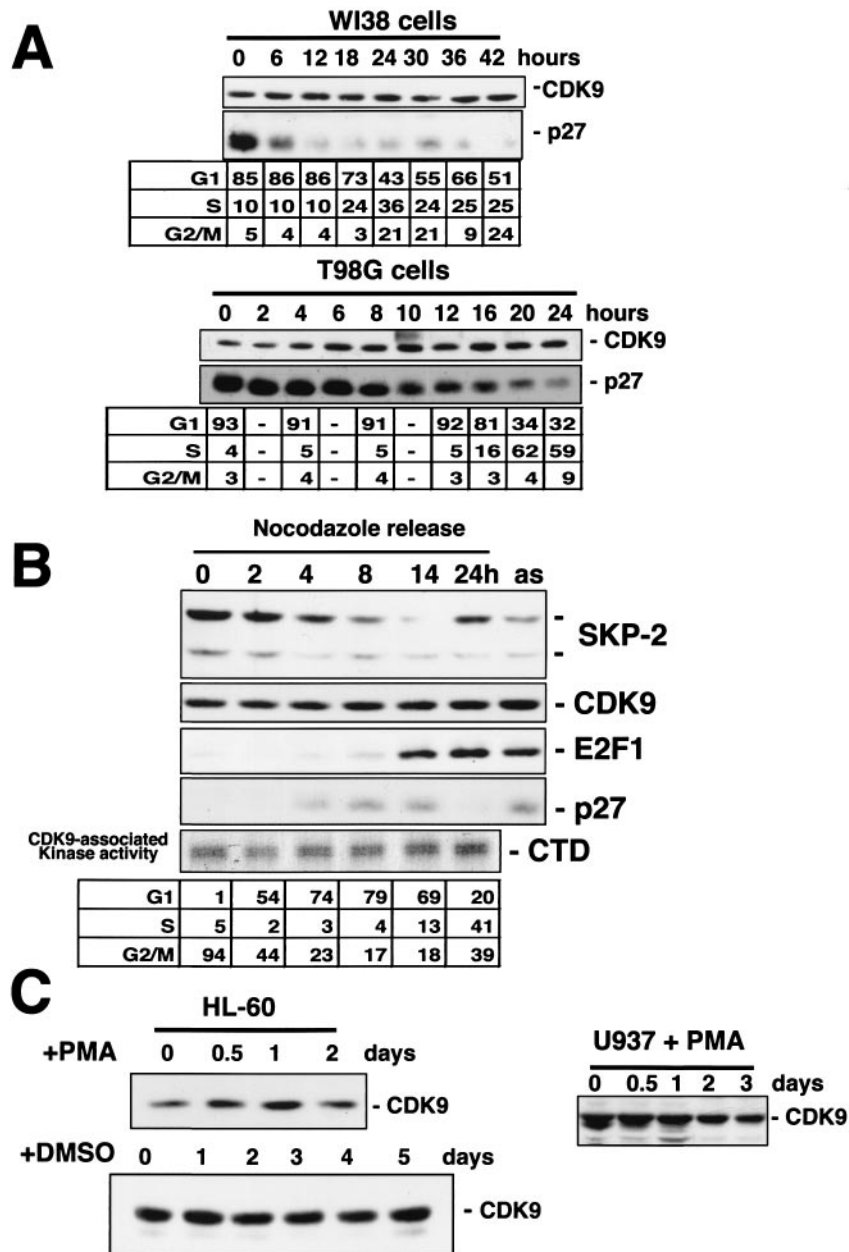 A
WI38 cells
0 6 12 18 24 30 36 42 hours
-CDK9
- p27
G1 85 86 86 73 43 55 66 51
S 10 10 10 24 36 24 25 25
G2/M 5 4 4 3 21 21 9 24
T98G cells
0 2 4 6 8 10 12 16 20 24 hours
- CDK9
- p27
G1 93 - 91 - 91 - 92 81 34 32
S 4 - 5 - 5 - 5 16 62 59
G2/M 3 - 4 - 4 - 3 3 4 9
B
Nocodazole release
0 2 4 8 14 24h as
- SKP-2 -
- CDK9
- E2F1
- p27
CDK9-associated
Kinase activity
- CTD
G1 1 54 74 79 69 20
S 5 2 3 4 13 41
G2/M 94 44 23 17 18 39
C
HL-60
+PMA 0 0.5 1 2 days
- CDK9
+DMSO 0 1 2 3 4 5 days
- CDK9
U937 + PMA
0 0.5 1 2 3 days
- CDK9